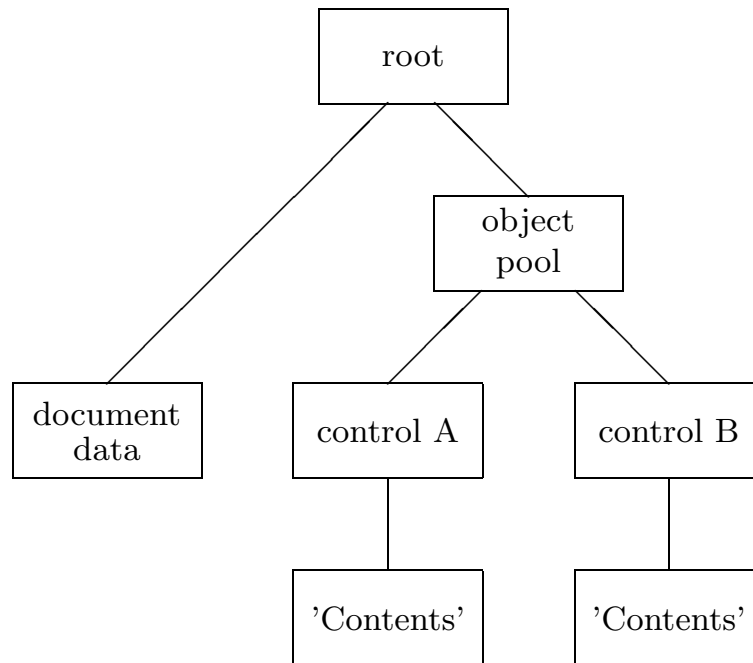 root
object
pool
document
data
control A
control B
'Contents'
'Contents'